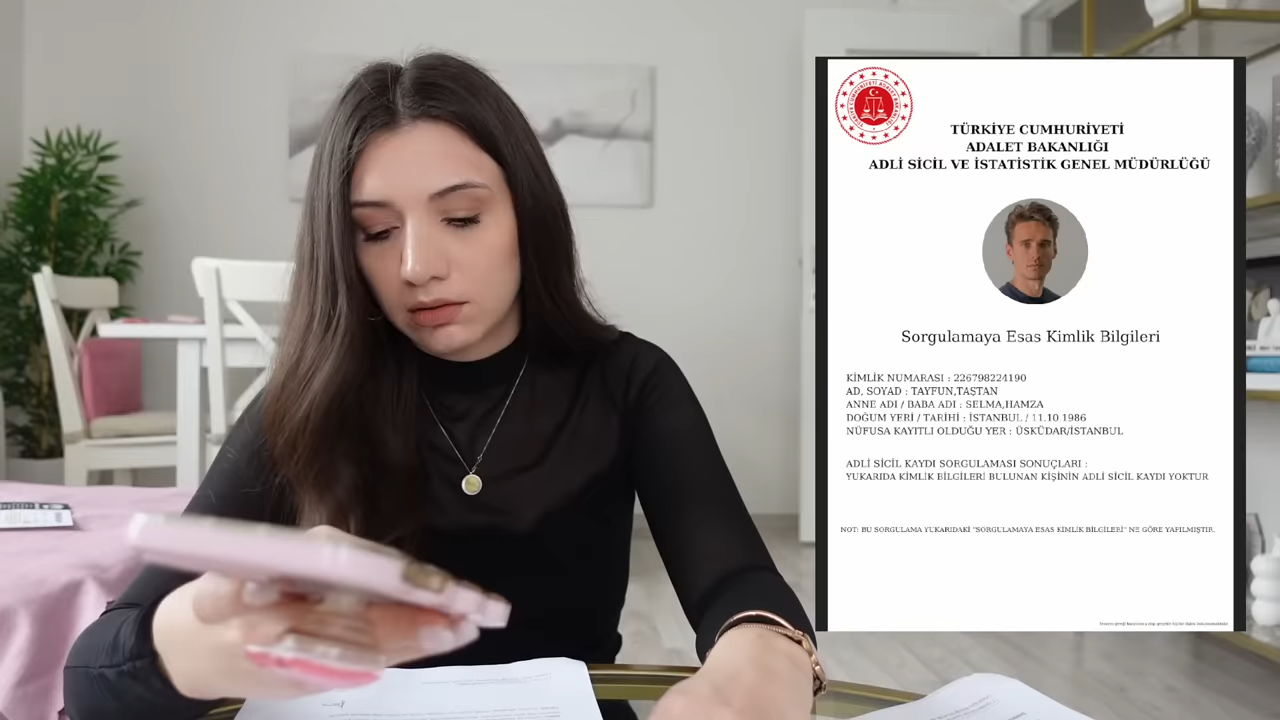 TÜRKİYE CUMHURİYETİ
ADALET BAKANLIĞI
ADLİ SİCİL VE İSTATİSTİK GENEL MÜDÜRLÜĞÜ
Sorgulamaya Esas Kimlik Bilgileri
KİMLİK NUMARASI : 226798224190
AD, SOYAD : TAYFUN,TAŞTAN
ANNE ADI / BABA ADI : SELMA,HAMZA
DOĞUM YERİ / TARİHİ : İSTANBUL / 11.10 1986
NÜFUSA KAYITLI OLDUĞU YER : ÜSKÜDAR/İSTANBUL
ADLİ SİCİL KAYDI SORGULAMASI SONUÇLARI :
YUKARIDA KİMLİK BİLGİLERİ BULUNAN KİŞİNİN ADLİ SİCİL KAYDI YOKTUR
NOT: BU SORGULAMA YUKARIDAKİ "SORGULAMAYA ESAS KİMLİK BİLGİLERİ" NE GÖRE YAPILMIŞTIR.